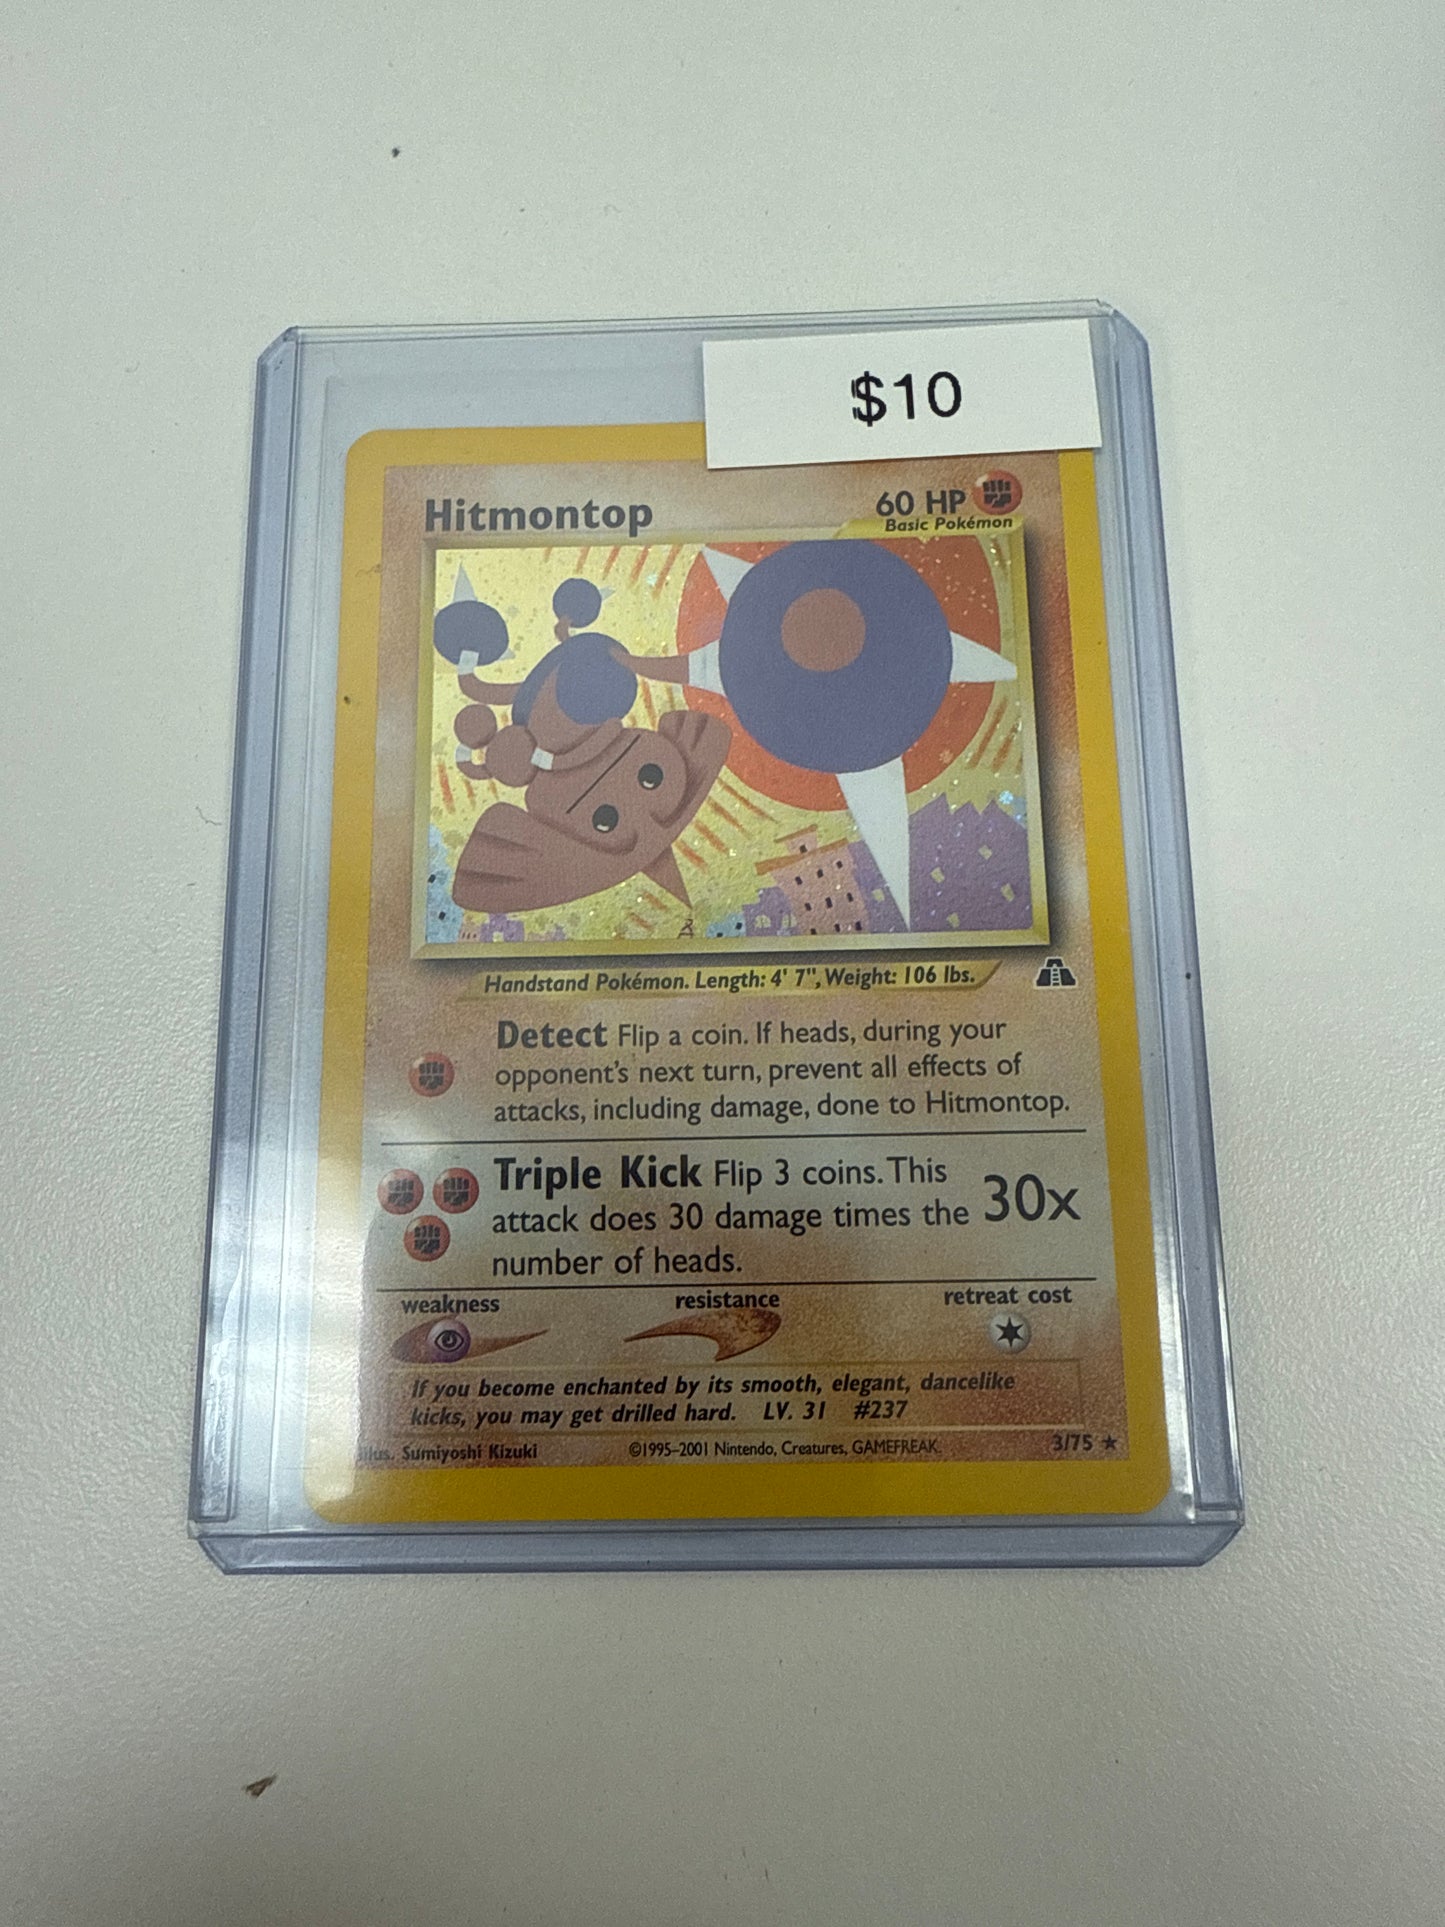 $10
Hitmontop
60 HP
Basic Pokémon
Handstand Pokémon. Length: 4' 7", Weight: 106 lbs.
Detect Flip a coin. If heads, during your
opponent's next turn, prevent all effects of
attacks, including damage, done to Hitmontop.
Triple Kick Flip 3 coins. This
attack does 30 damage times the
number of heads.
30x
weakness
resistance
retreat cost
If you become enchanted by its smooth, elegant, dancelike
kicks, you may get drilled hard. LV. 31 #237
Illus. Sumiyoshi Kizuki
©1995–2001 Nintendo, Creatures, GAMEFREAK.
3/75 ★